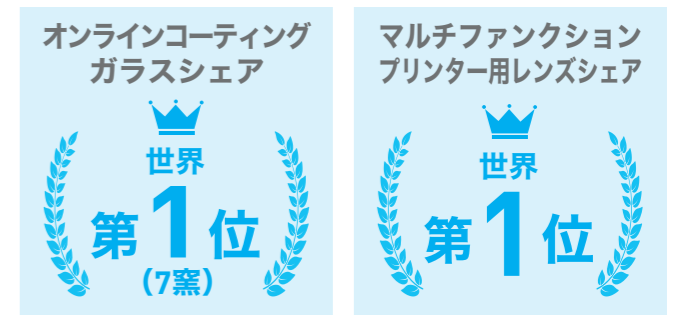 オンラインコーティング
ガラスシェア
世界
第1位
（7窯）
マルチファンクション
プリンター用レンズシェア
世界
第1位